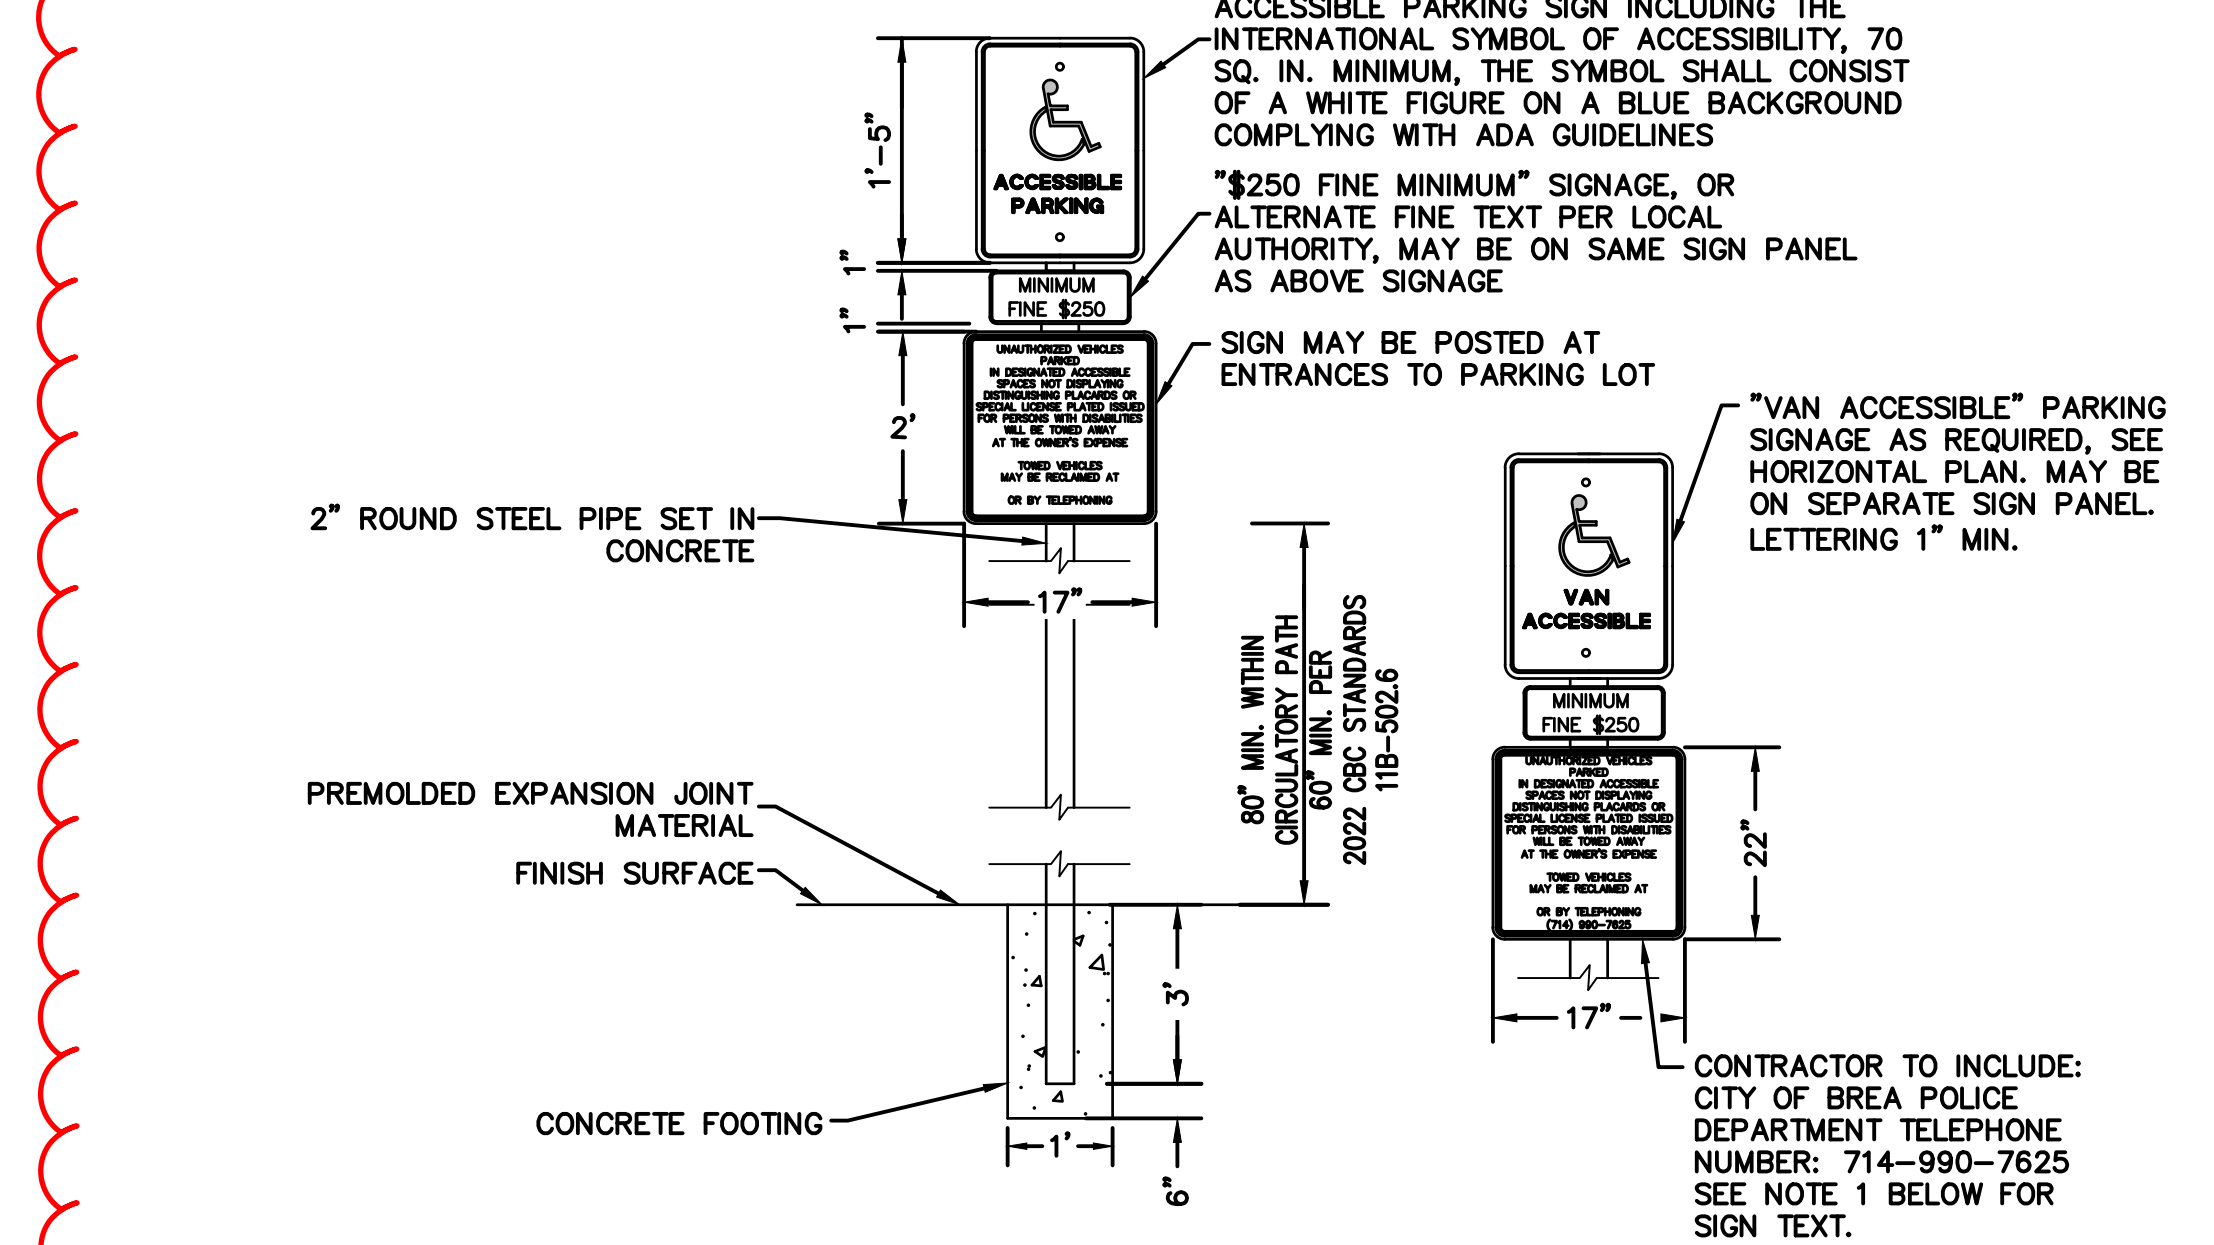 ACCESSIBLE PARKING SIGN INCLUDING THE
INTERNATIONAL SYMBOL OF ACCESSIBILITY, 70
SQ. IN. MINIMUM, THE SYMBOL SHALL CONSIST
OF A WHITE FIGURE ON A BLUE BACKGROUND
COMPLYING WITH ADA GUIDELINES
"$250 FINE MINIMUM" SIGNAGE, OR
ALTERNATE FINE TEXT PER LOCAL
AUTHORITY, MAY BE ON SAME SIGN PANEL
AS ABOVE SIGNAGE
SIGN MAY BE POSTED AT
ENTRANCES TO PARKING LOT
1'-5"
1"
1"
2'
ACCESSIBLE
PARKING
MINIMUM
FINE $250
UNAUTHORIZED VEHICLES
PARKED
IN DESIGNATED ACCESSIBLE
SPACES NOT DISPLAYING
DISTINGUISHING PLACARDS OR
SPECIAL LICENSE PLATED ISSUED
FOR PERSONS WITH DISABILITIES
WILL BE TOWED AWAY
AT THE OWNER'S EXPENSE
TOWED VEHICLES
MAY BE RECLAIMED AT
OR BY TELEPHONING
2" ROUND STEEL PIPE SET IN
CONCRETE
17"
80" MIN. WITHIN
CIRCULATORY PATH
60" MIN. PER
2022 CBC STANDARDS
11B-502.6
PREMOLDED EXPANSION JOINT
MATERIAL
FINISH SURFACE
3'
CONCRETE FOOTING
1'
6"
"VAN ACCESSIBLE" PARKING
SIGNAGE AS REQUIRED, SEE
HORIZONTAL PLAN. MAY BE
ON SEPARATE SIGN PANEL.
LETTERING 1" MIN.
VAN
ACCESSIBLE
MINIMUM
FINE $250
UNAUTHORIZED VEHICLES
PARKED
IN DESIGNATED ACCESSIBLE
SPACES NOT DISPLAYING
DISTINGUISHING PLACARDS OR
SPECIAL LICENSE PLATED ISSUED
FOR PERSONS WITH DISABILITIES
WILL BE TOWED AWAY
AT THE OWNER'S EXPENSE
TOWED VEHICLES
MAY BE RECLAIMED AT
OR BY TELEPHONING
(714) 990-7625
22"
17"
CONTRACTOR TO INCLUDE:
CITY OF BREA POLICE
DEPARTMENT TELEPHONE
NUMBER: 714-990-7625
SEE NOTE 1 BELOW FOR
SIGN TEXT.